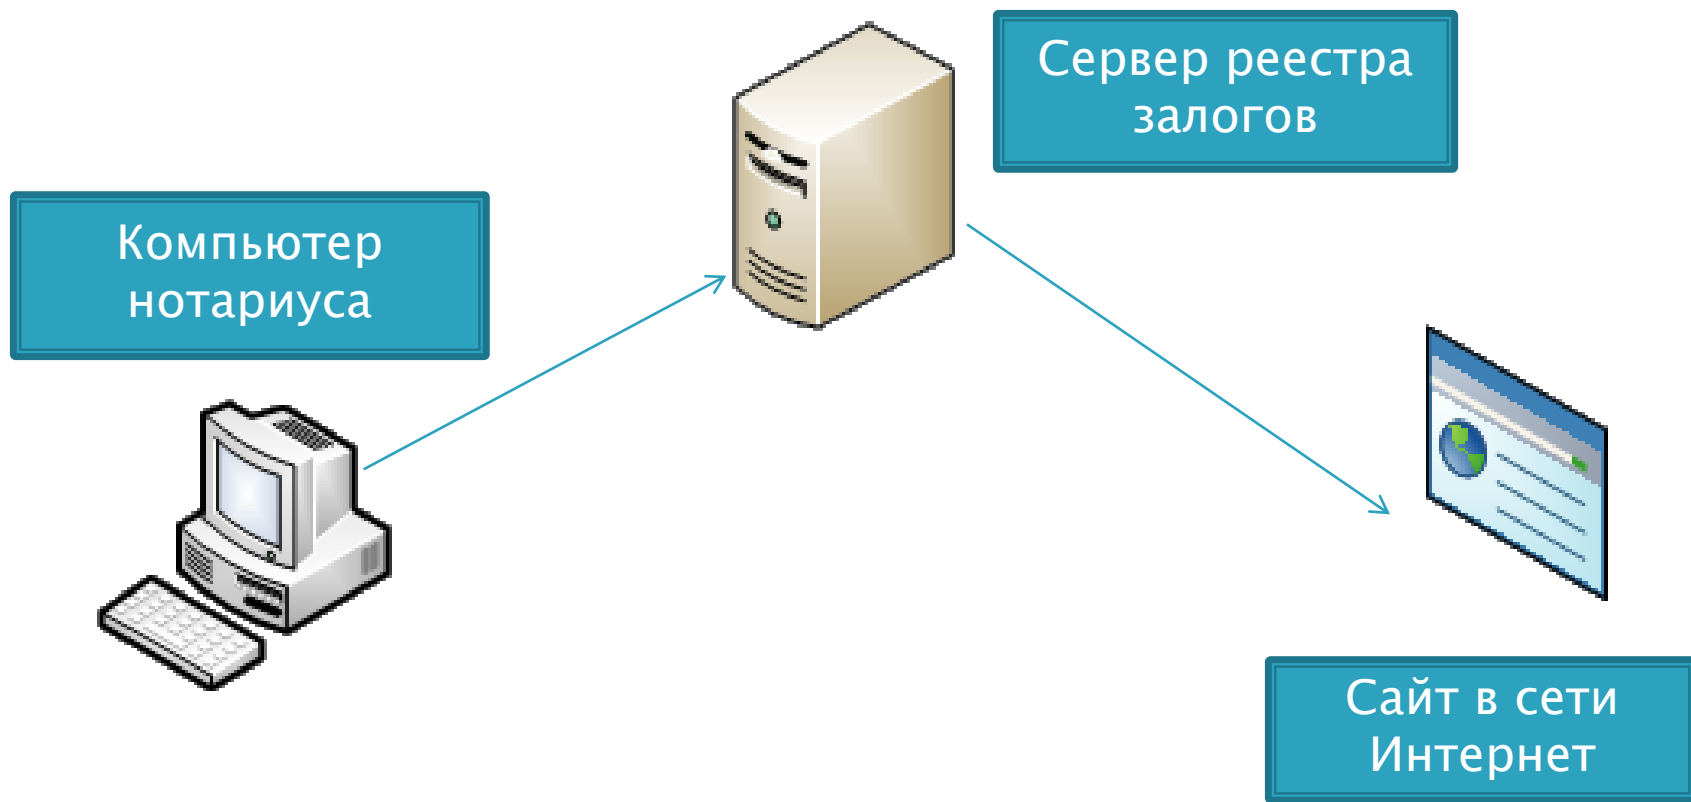 Компьютер
нотариуса
Сервер реестра
залогов
Сайт в сети
Интернет